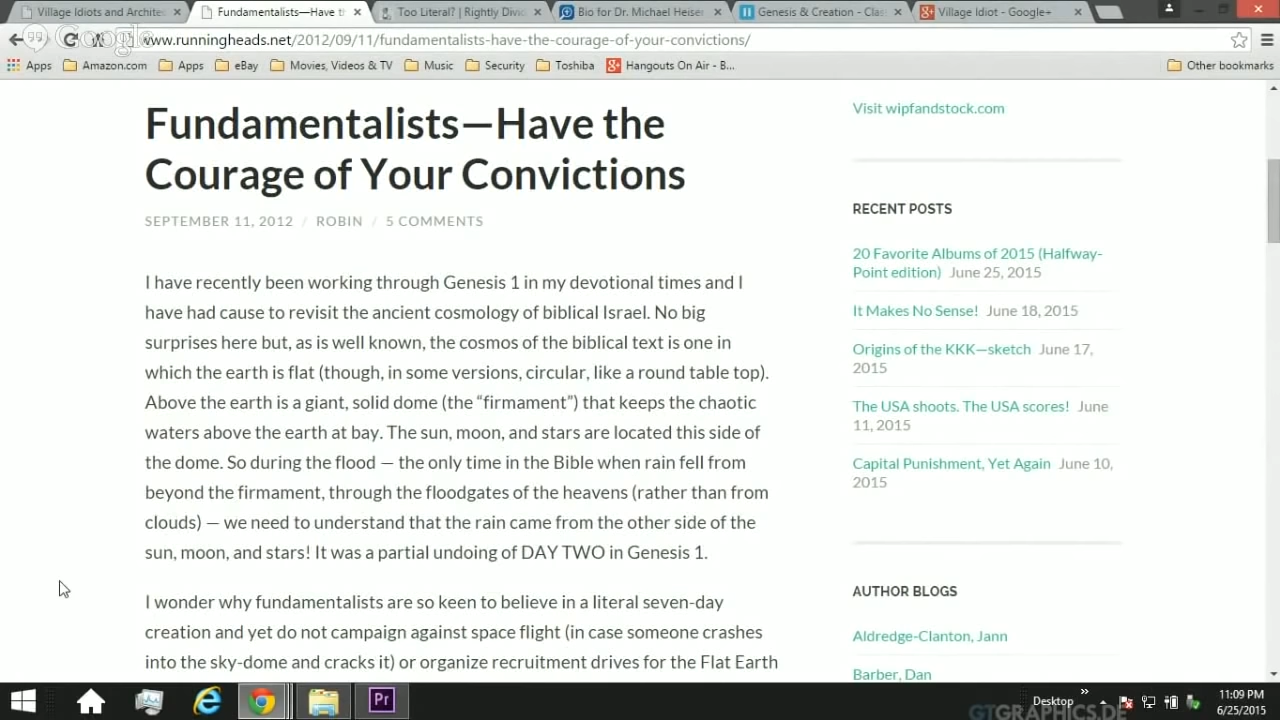 Village Idiots and Archite
Fundamentalists—Have th
Too Literal? | Rightly Divi
Bio for Dr. Michael Heiser
Genesis & Creation - Clas
Village Idiot - Google+
Google
www.runningheads.net/2012/09/11/fundamentalists-have-the-courage-of-your-convictions/
Apps Amazon.com Apps eBay Movies, Videos & TV Music Security Toshiba Hangouts On Air - B... Other bookmarks
Fundamentalists—Have the
Courage of Your Convictions
SEPTEMBER 11, 2012 / ROBIN / 5 COMMENTS
I have recently been working through Genesis 1 in my devotional times and I
have had cause to revisit the ancient cosmology of biblical Israel. No big
surprises here but, as is well known, the cosmos of the biblical text is one in
which the earth is flat (though, in some versions, circular, like a round table top).
Above the earth is a giant, solid dome (the “firmament”) that keeps the chaotic
waters above the earth at bay. The sun, moon, and stars are located this side of
the dome. So during the flood — the only time in the Bible when rain fell from
beyond the firmament, through the floodgates of the heavens (rather than from
clouds) — we need to understand that the rain came from the other side of the
sun, moon, and stars! It was a partial undoing of DAY TWO in Genesis 1.
I wonder why fundamentalists are so keen to believe in a literal seven-day
creation and yet do not campaign against space flight (in case someone crashes
into the sky-dome and cracks it) or organize recruitment drives for the Flat Earth
Visit wipfandstock.com
RECENT POSTS
20 Favorite Albums of 2015 (Halfway-
Point edition) June 25, 2015
It Makes No Sense! June 18, 2015
Origins of the KKK—sketch June 17,
2015
The USA shoots. The USA scores! June
11, 2015
Capital Punishment, Yet Again June 10,
2015
AUTHOR BLOGS
Aldredge-Clanton, Jann
Barber, Dan
Pr
Desktop
11:09 PM
6/25/2015
GTGRAPHICS.DE